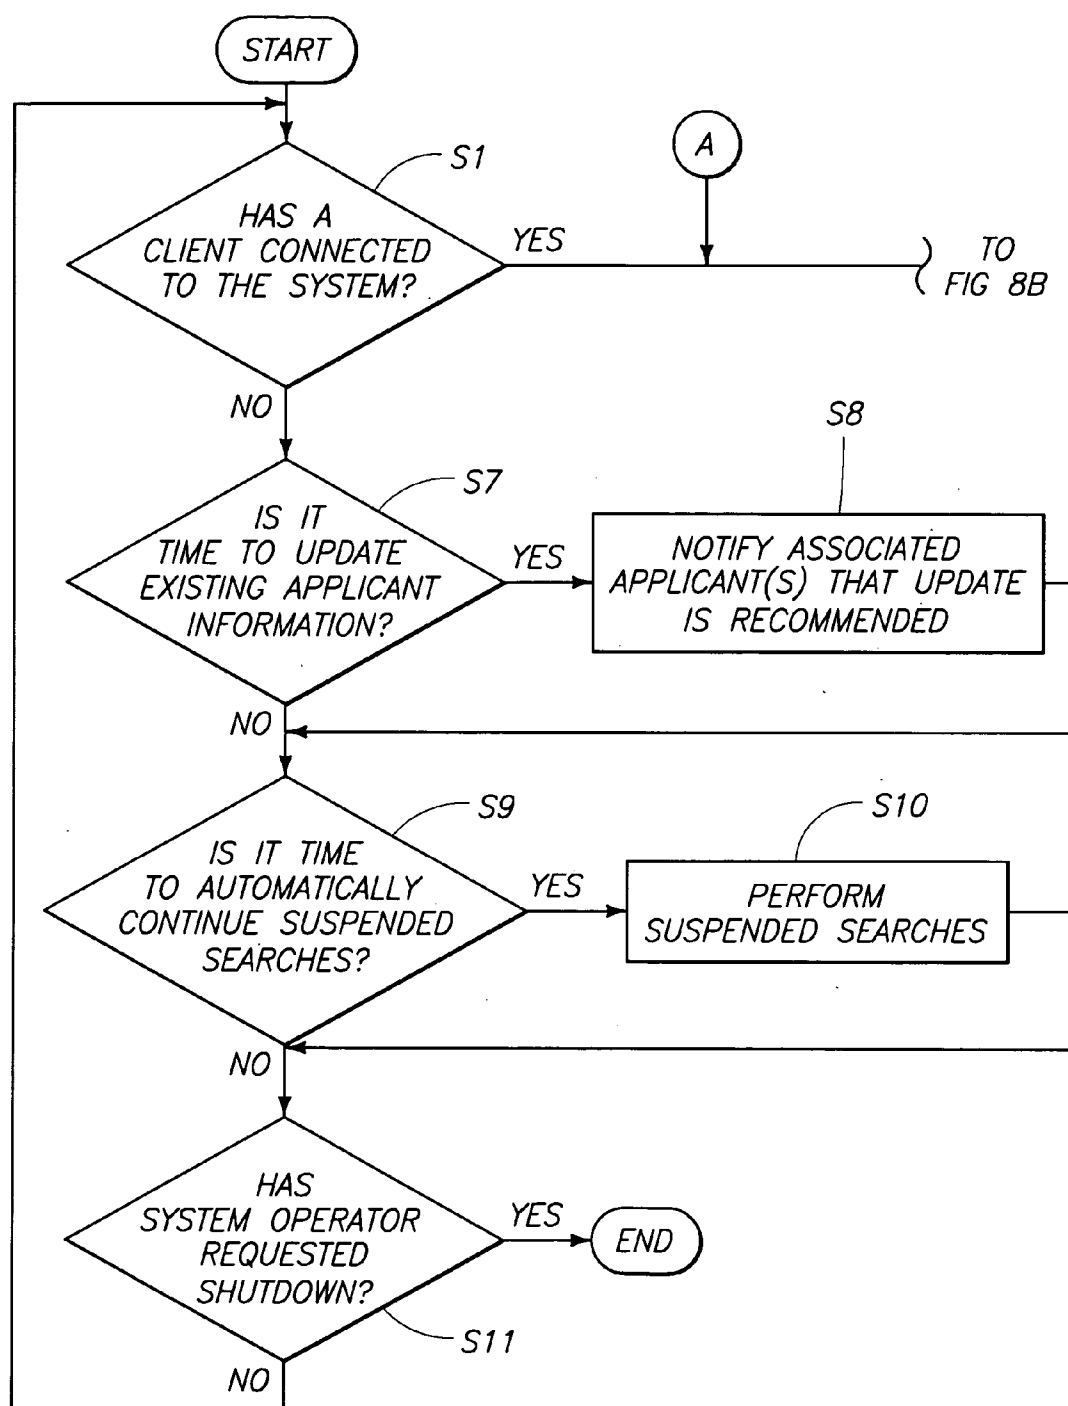 START
S1
A
HAS A
CLIENT CONNECTED
TO THE SYSTEM?
YES
TO
FIG 8B
NO
S7
S8
IS IT
TIME TO UPDATE
EXISTING APPLICANT
INFORMATION?
YES
NOTIFY ASSOCIATED
APPLICANT(S) THAT UPDATE
IS RECOMMENDED
NO
S9
S10
IS IT TIME
TO AUTOMATICALLY
CONTINUE SUSPENDED
SEARCHES?
YES
PERFORM
SUSPENDED SEARCHES
NO
HAS
SYSTEM OPERATOR
REQUESTED
SHUTDOWN?
YES
END
S11
NO